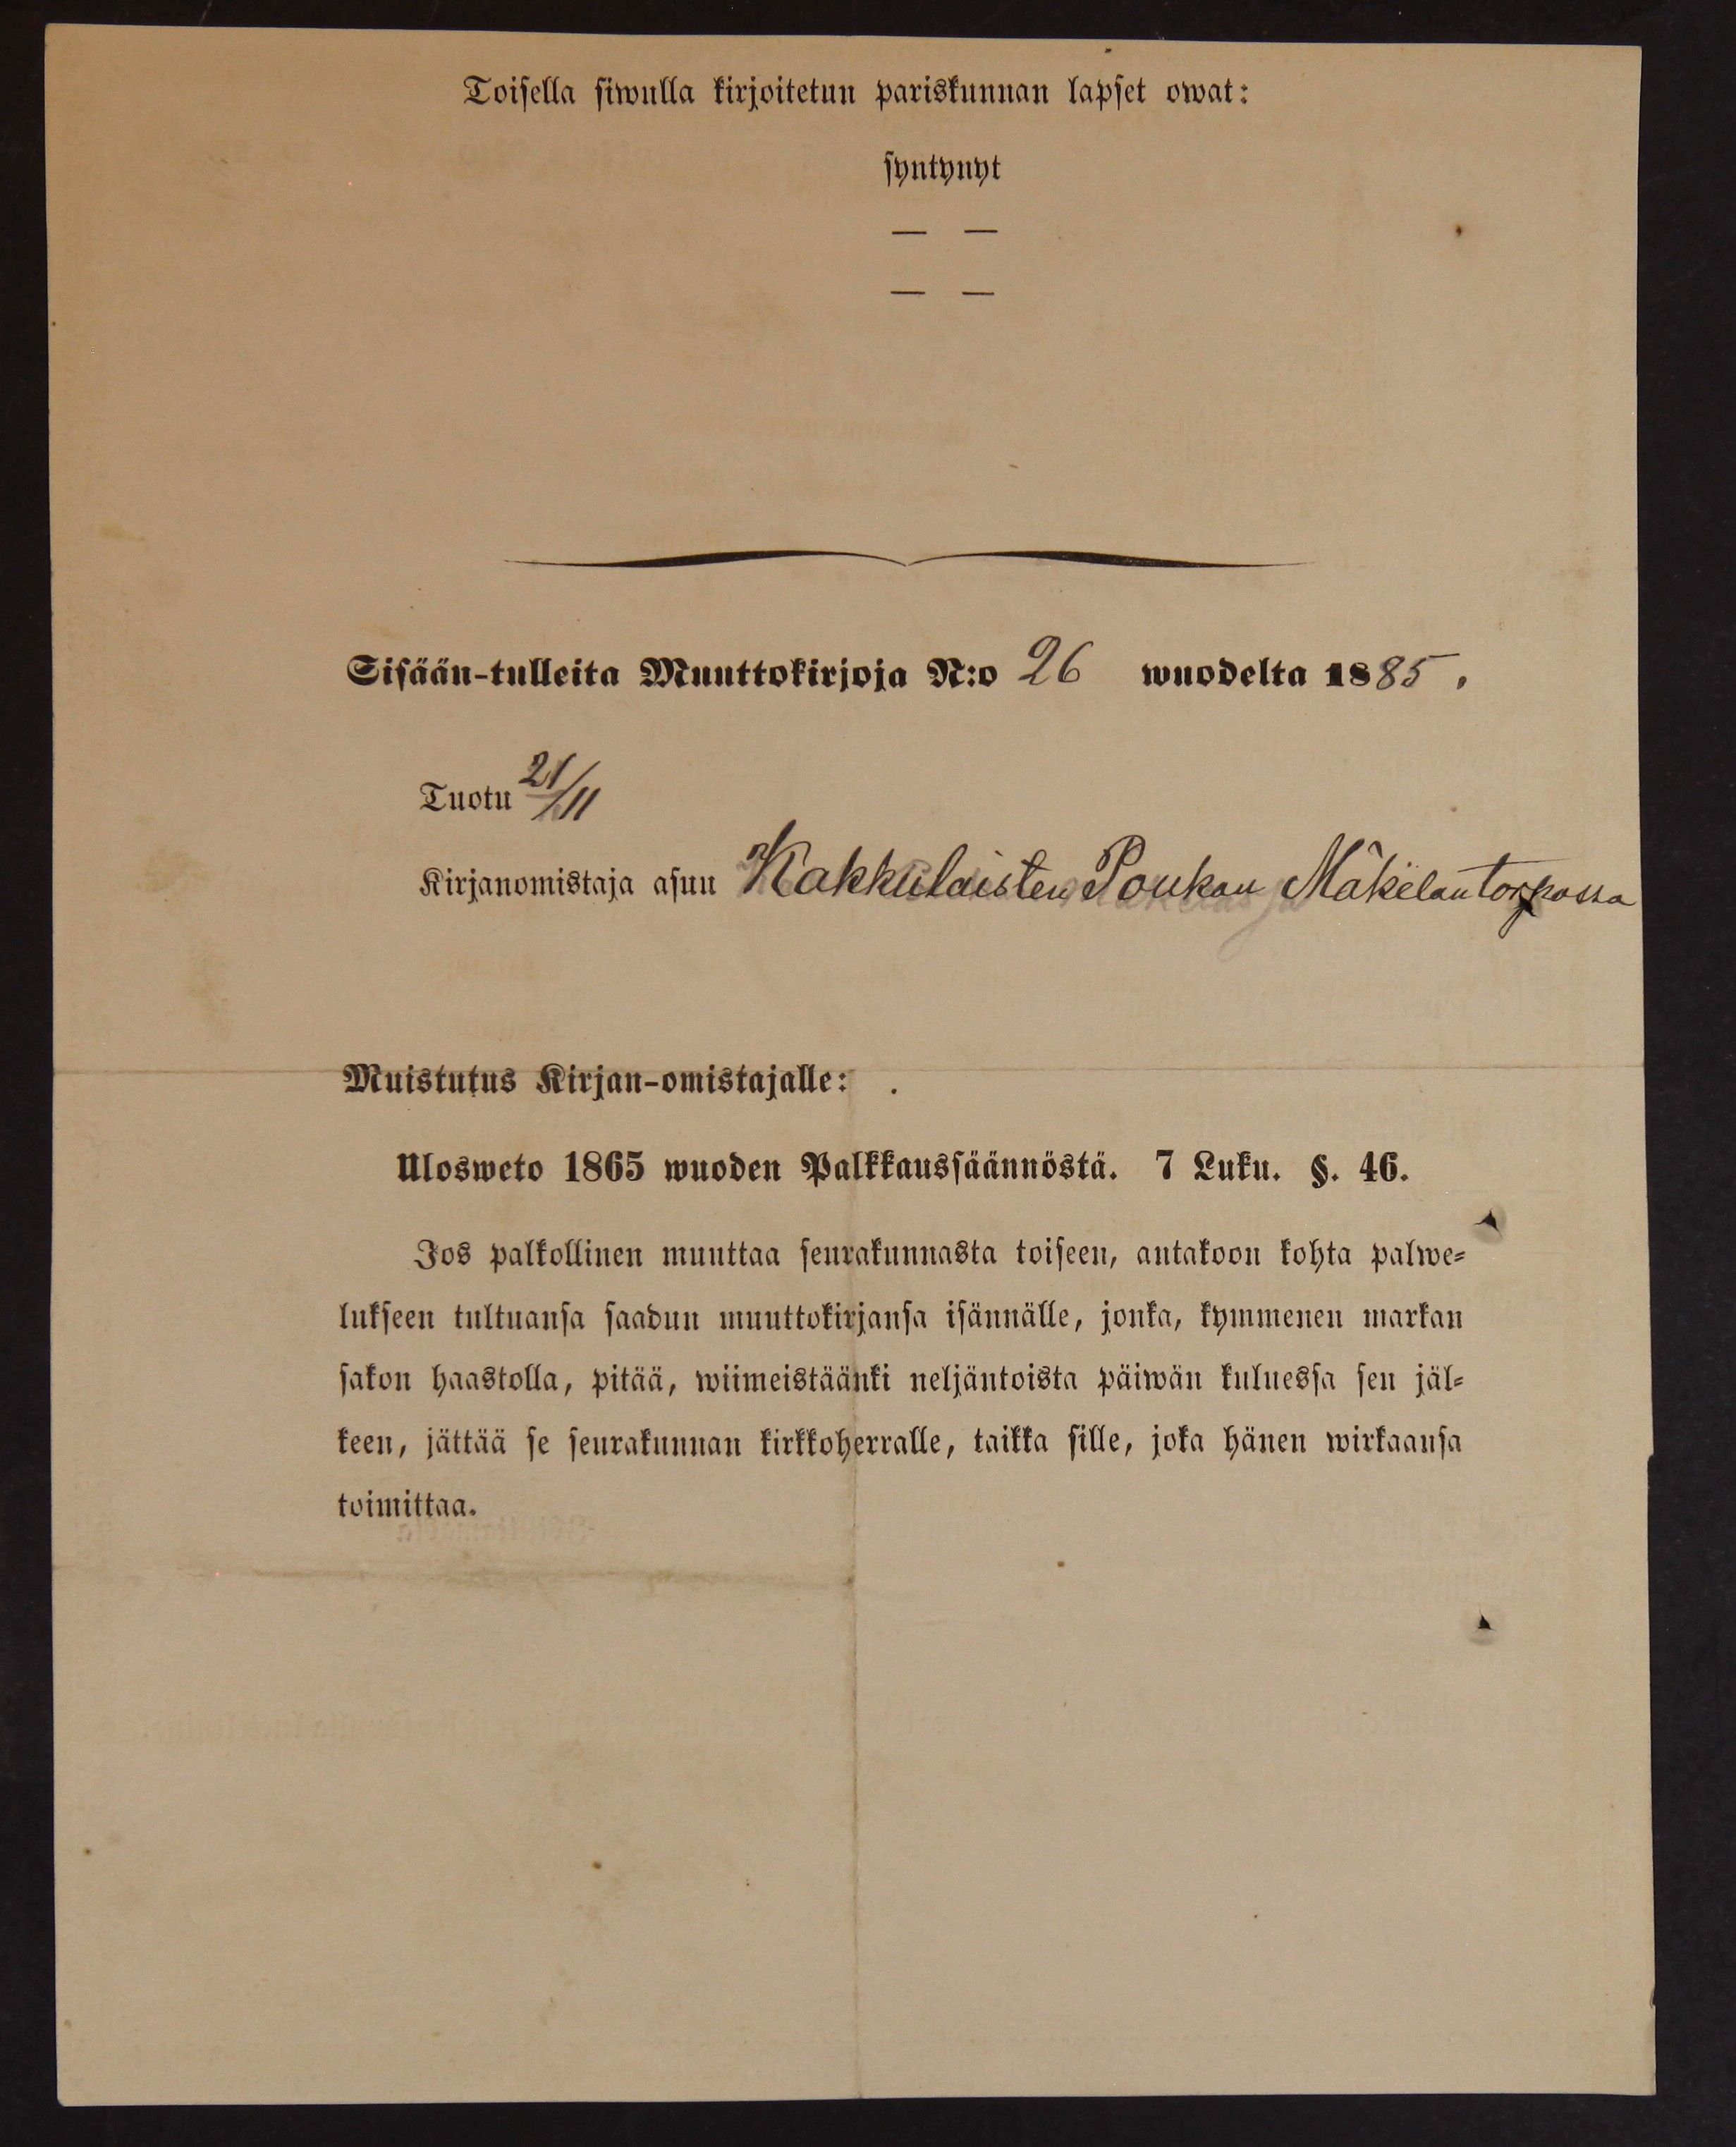 Toisella siwulla kirjoitetun pariskunnan lapset owat:
syntynyt
— —
— —
Sisään-tulleita Muuttokirjoja N:o 26 wuodelta 1885.
Tuotu 21/11
Kirjanomistaja asuu Kakkulaisten Poukan Mäkelän torpassa
Muistutus Kirjan-omistajalle:
Ulosweto 1865 wuoden Palkkaussäännöstä. 7 Luku. §. 46.
Jos palkollinen muuttaa seurakunnasta toiseen, antakoon kohta palwe-
lukseen tultuansa saadun muuttokirjansa isännälle, jonka, kymmenen markan
sakon haastolla, pitää, wiimeistäänki neljäntoista päiwän kuluessa sen jäl-
keen, jättää se seurakunnan kirkkoherralle, taikka sille, joka hänen wirkaansa
toimittaa.